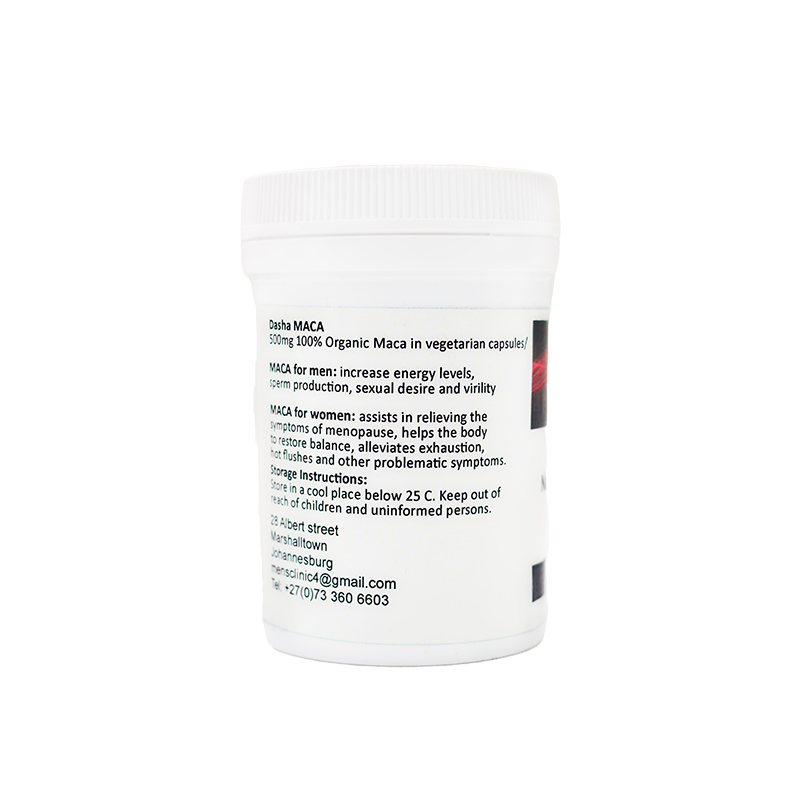 Dasha MACA
500mg 100% Organic Maca in vegetarian capsules/
MACA for men: increase energy levels,
sperm production, sexual desire and virility
MACA for women: assists in relieving the
symptoms of menopause, helps the body
to restore balance, alleviates exhaustion,
hot flushes and other problematic symptoms.
Storage Instructions:
Store in a cool place below 25 C. Keep out of
reach of children and uninformed persons.
28 Albert street
Marshalltown
Johannesburg
mensclinic4@gmail.com
Tel: +27(0)73 360 6603